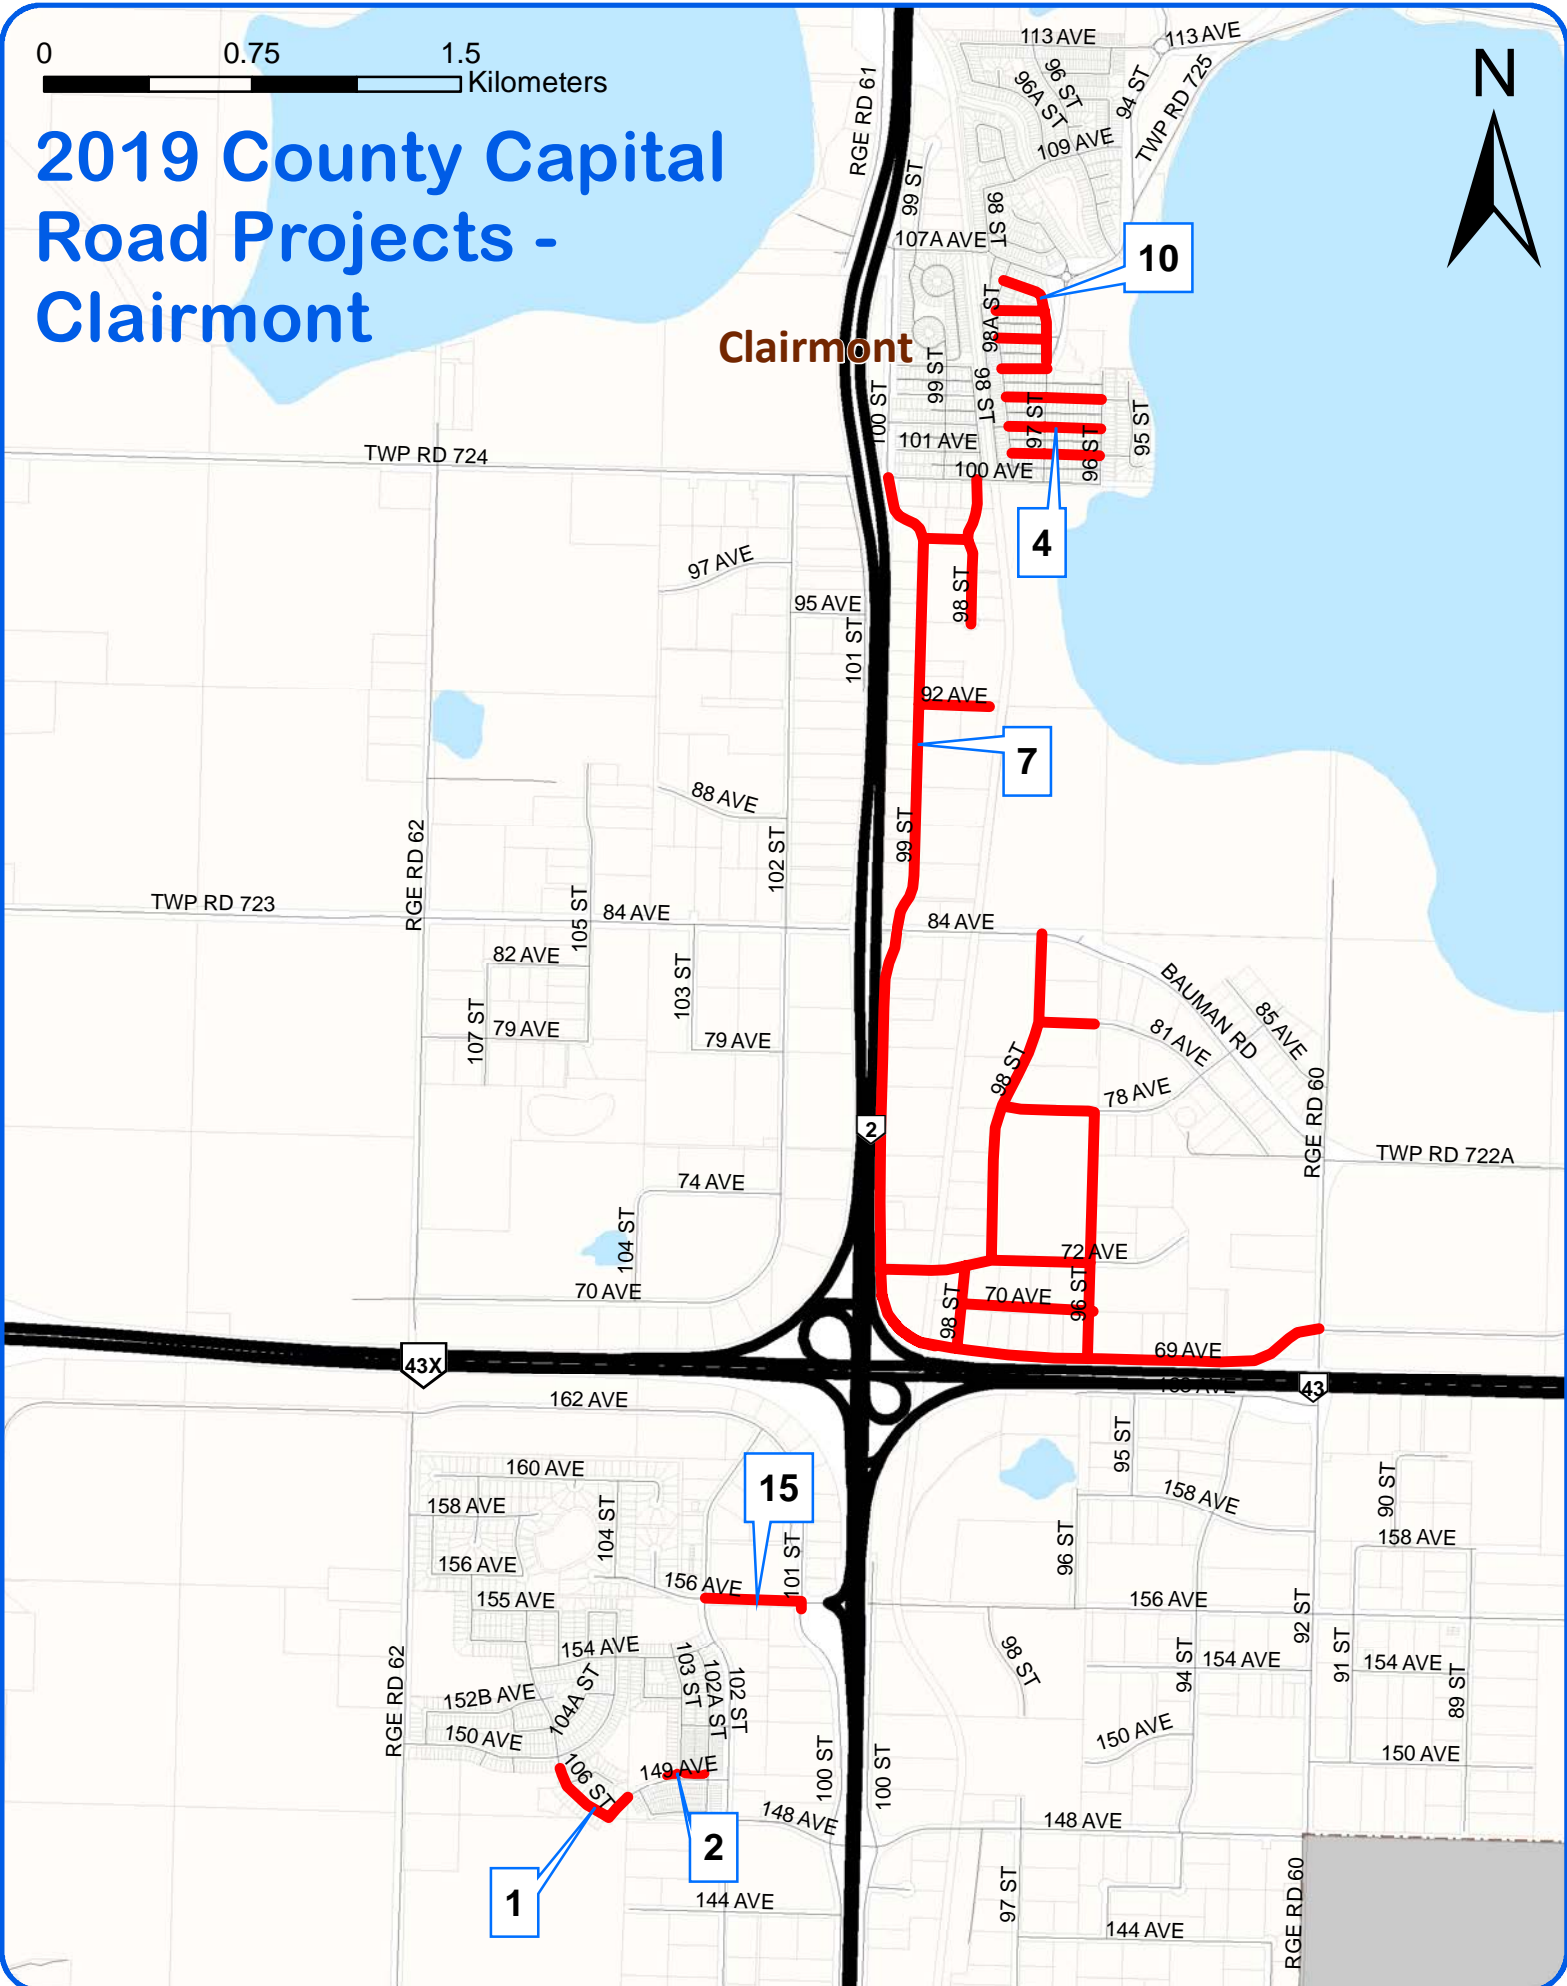 0 0.75 1.5
Kilometers
2019 County Capital
Road Projects -
Clairmont
N
113 AVE
113 AVE
96 ST
96A ST
94 ST
TWP RD 725
109 AVE
RGE RD 61
99 ST
98 ST
107A AVE
10
98A ST
Clairmont
99 ST
98 ST
100 ST
97 ST
96 ST
95 ST
101 AVE
100 AVE
TWP RD 724
4
97 AVE
95 AVE
101 ST
98 ST
92 AVE
7
88 AVE
99 ST
102 ST
RGE RD 62
TWP RD 723
105 ST
84 AVE
84 AVE
82 AVE
103 ST
107 ST
79 AVE
79 AVE
BAUMAN RD
85 AVE
81 AVE
98 ST
78 AVE
RGE RD 60
2
TWP RD 722A
74 AVE
104 ST
72 AVE
70 AVE
98 ST
70 AVE
96 ST
69 AVE
43X
43
162 AVE
95 ST
160 AVE
158 AVE
104 ST
15
158 AVE
90 ST
158 AVE
96 ST
101 ST
156 AVE
156 AVE
155 AVE
156 AVE
92 ST
154 AVE
103 ST
102A ST
102 ST
98 ST
94 ST
154 AVE
91 ST
154 AVE
89 ST
RGE RD 62
152B AVE
104A ST
150 AVE
150 AVE
150 AVE
106 ST
149 AVE
100 ST
100 ST
148 AVE
148 AVE
2
1
144 AVE
97 ST
144 AVE
RGE RD 60